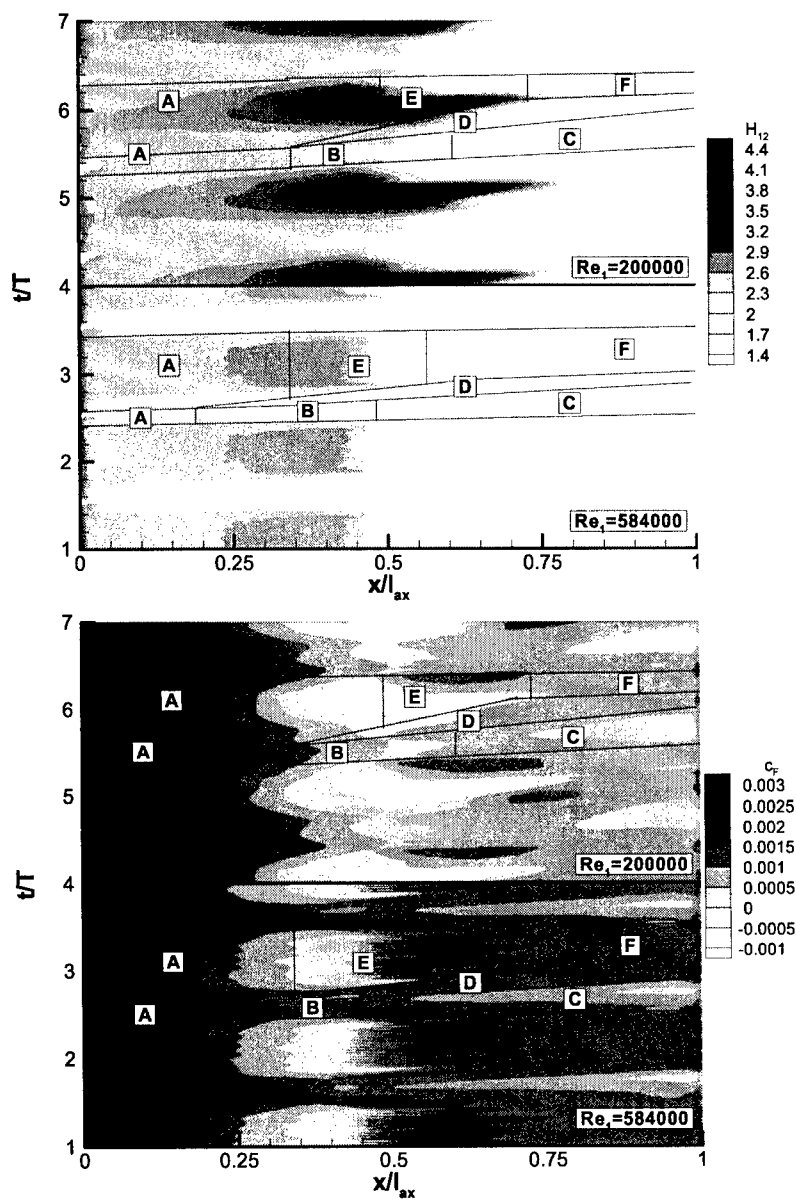 7
6
5
4
3
2
1
t/T
A
E
F
D
A
B
C
Re₁=200000
A
E
F
D
A
B
C
Re₁=584000
0
0.25
0.5
0.75
1
x/lₐₓ
H₁₂
4.4
4.1
3.8
3.5
3.2
2.9
2.6
2.3
2
1.7
1.4
7
6
5
4
3
2
1
t/T
A
E
F
D
A
B
C
Re₁=200000
A
E
F
D
A
B
C
Re₁=584000
0
0.25
0.5
0.75
1
x/lₐₓ
c_F
0.003
0.0025
0.002
0.0015
0.001
0.0005
0
-0.0005
-0.001